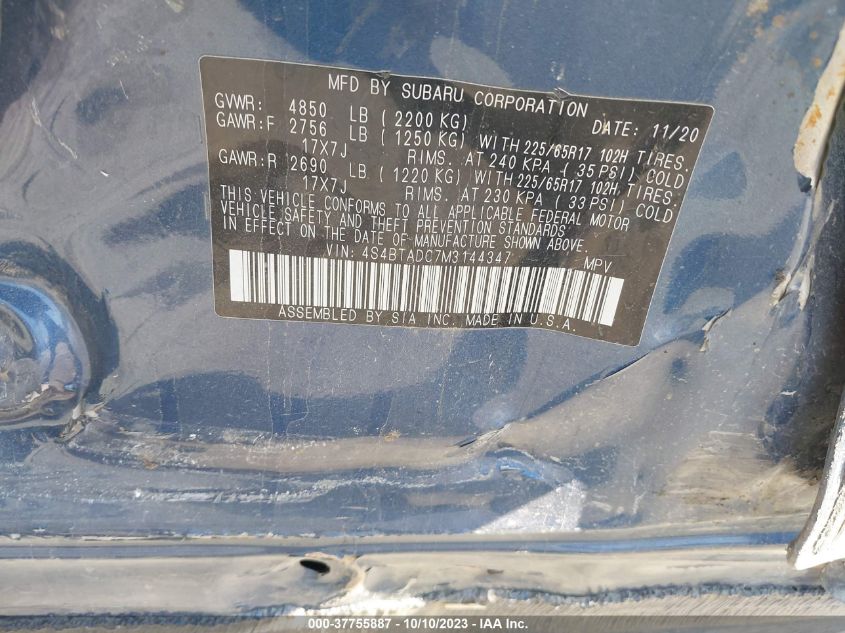 MFD BY SUBARU CORPORATION
GVWR: 4850 LB (2200 KG) DATE: 11/20
GAWR:F 2756 LB (1250 KG) WITH 225/65R17 102H TIRES.
17X7J RIMS. AT 240 KPA (35 PSI) COLD
GAWR:R 2690 LB (1220 KG) WITH 225/65R17 102H, TIRES.
17X7J RIMS. AT 230 KPA (33 PSI) COLD
THIS VEHICLE CONFORMS TO ALL APPLICABLE FEDERAL MOTOR
VEHICLE SAFETY AND THEFT PREVENTION STANDARDS
IN EFFECT ON THE DATE OF MANUFACTURE SHOWN ABOVE.
VIN: 4S4BTADC7M3144347 MPV
ASSEMBLED BY SIA INC. MADE IN U.S.A.
000-37755887 - 10/10/2023 - IAA Inc.